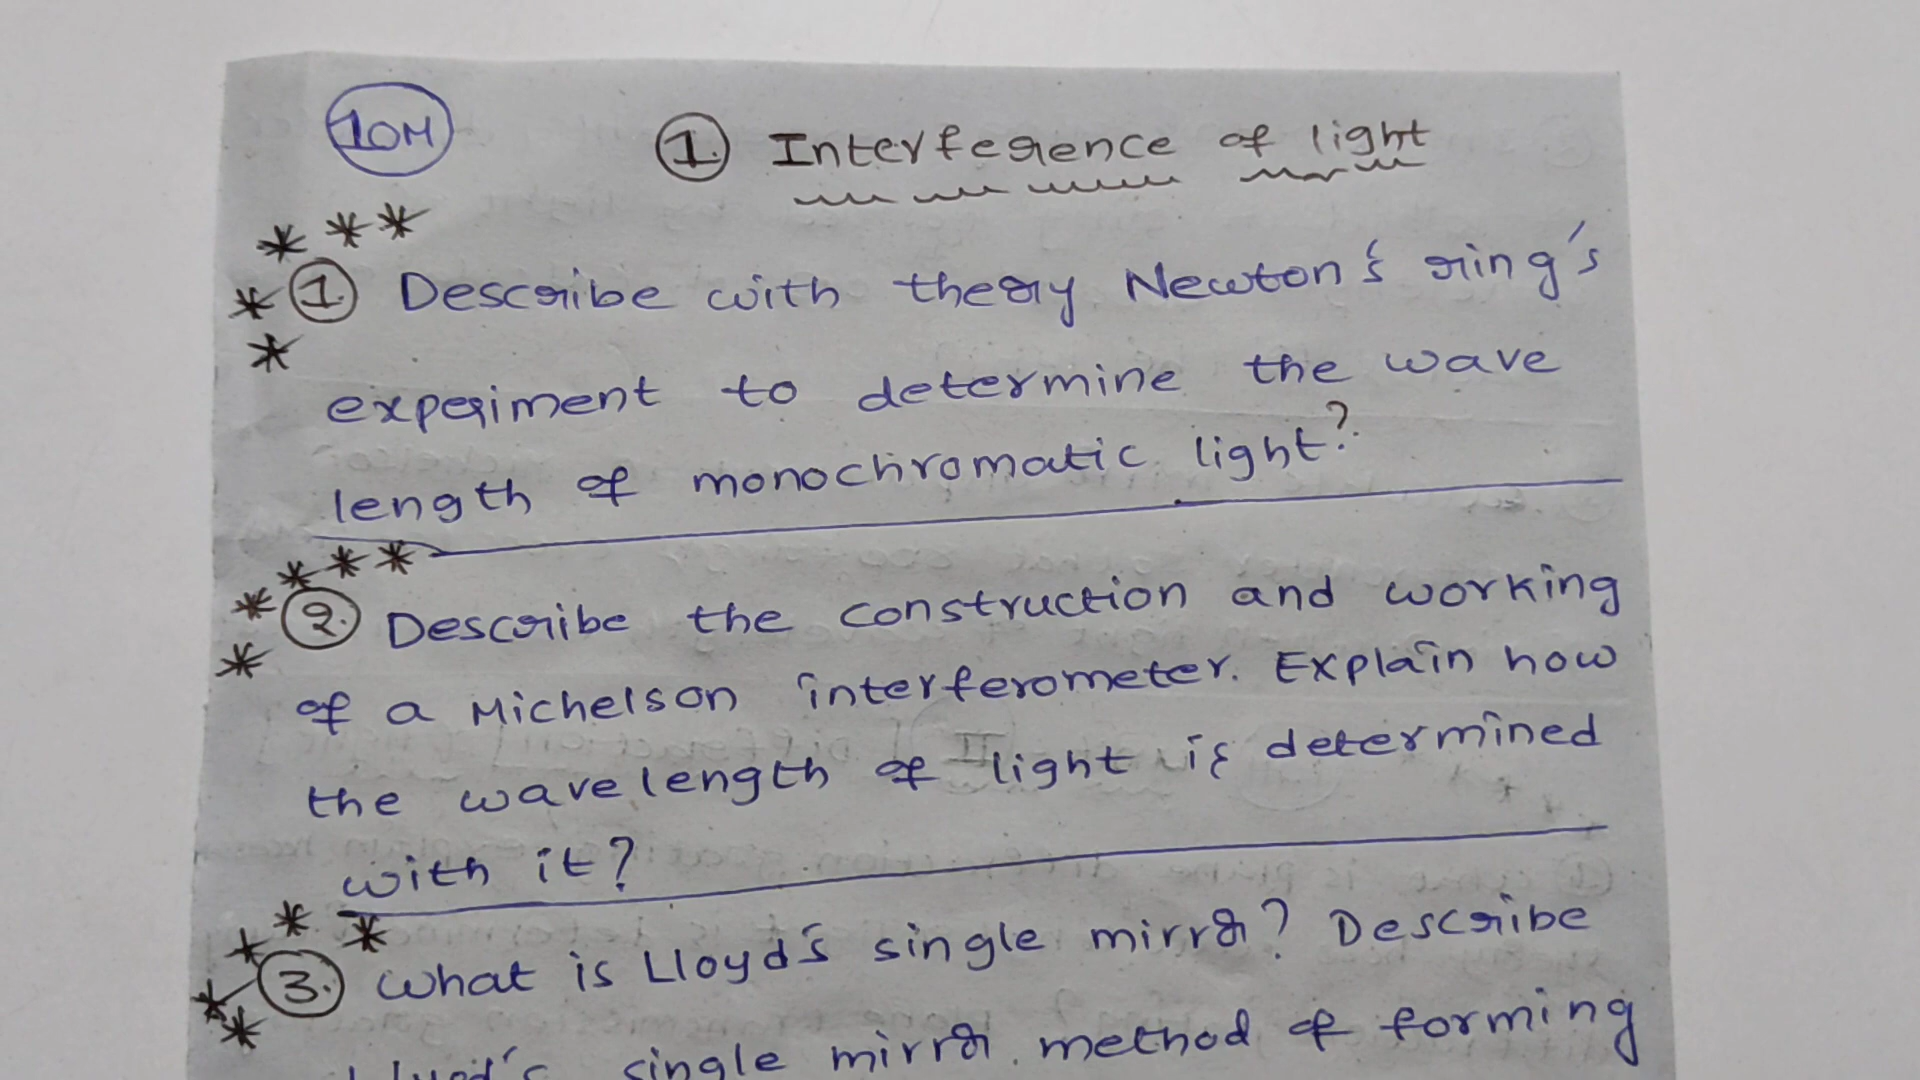 10M
1. Interference of light
* * *
* 1. Describe with theory Newton's ring's
*
experiment to determine the wave
length of monochromatic light?
* * *
* 2. Describe the construction and working
*
of a Michelson interferometer. Explain how
the wavelength of light is determined
with it?
* * *
* 3. What is Lloyd's single mirror? Describe
*
Lloyd's single mirror method of forming